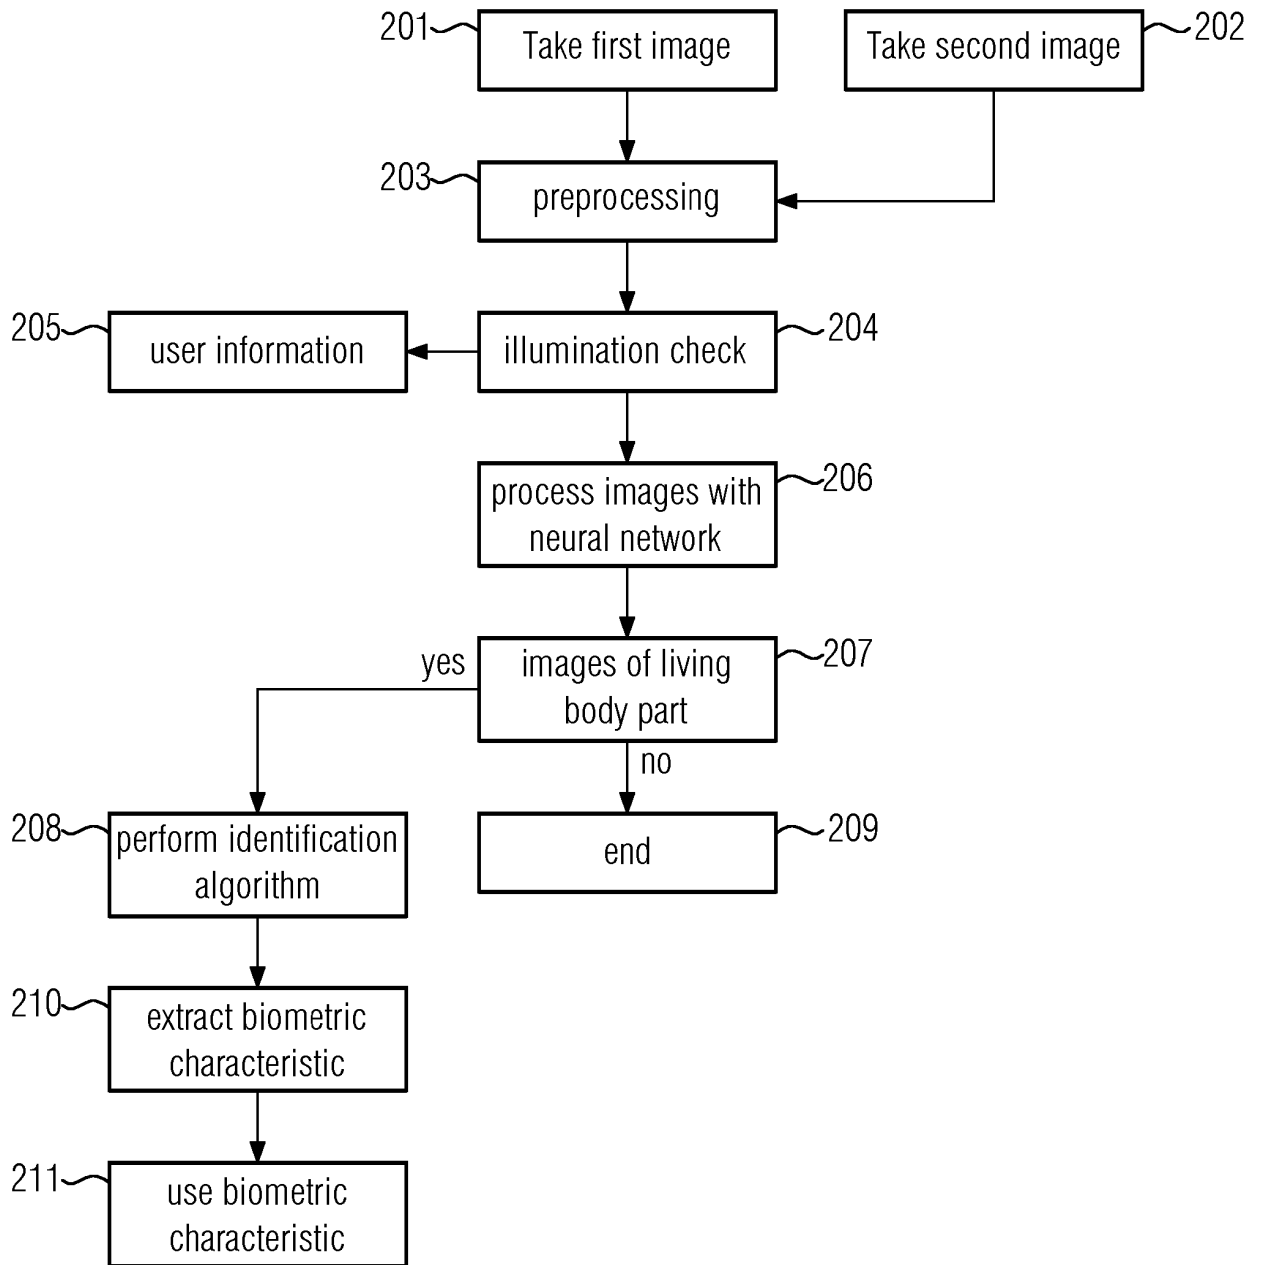 201
Take first image
Take second image
202
203
preprocessing
205
user information
illumination check
204
process images with
neural network
206
yes
images of living
body part
207
no
208
perform identification
algorithm
end
209
210
extract biometric
characteristic
211
use biometric
characteristic